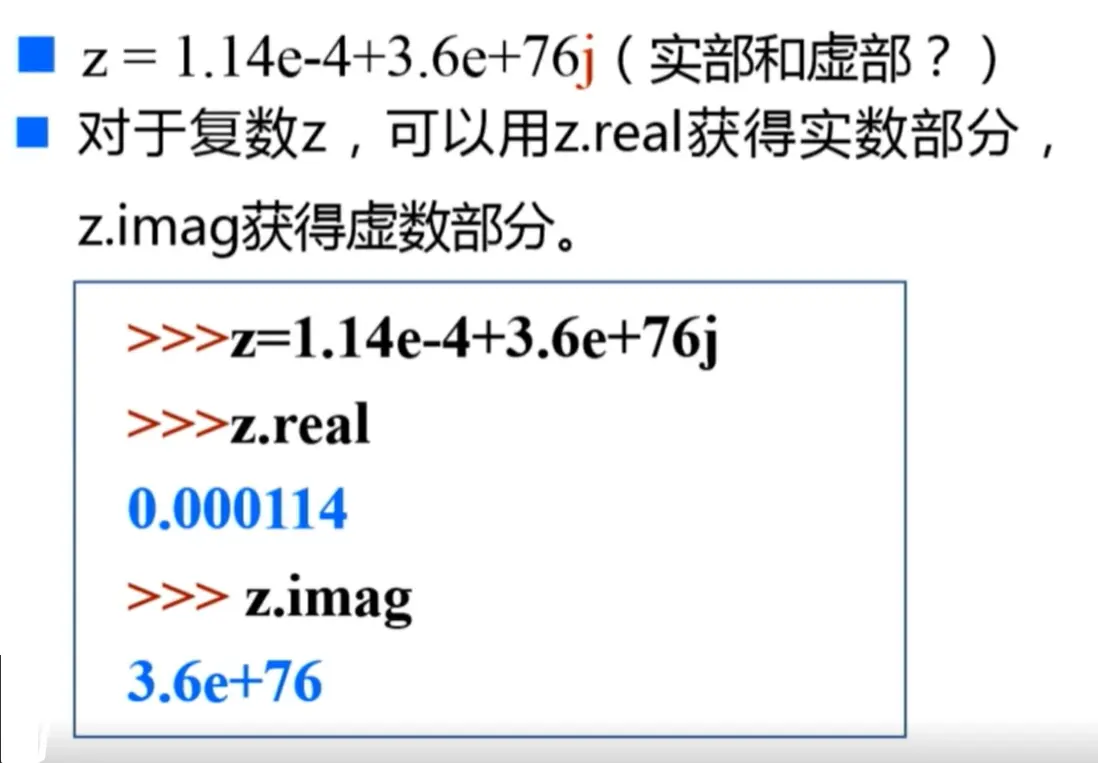 z = 1.14e-4+3.6e+76j（实部和虚部？）
对于复数z，可以用z.real获得实数部分，
z.imag获得虚数部分。
>>>z=1.14e-4+3.6e+76j
>>>z.real
0.000114
>>> z.imag
3.6e+76